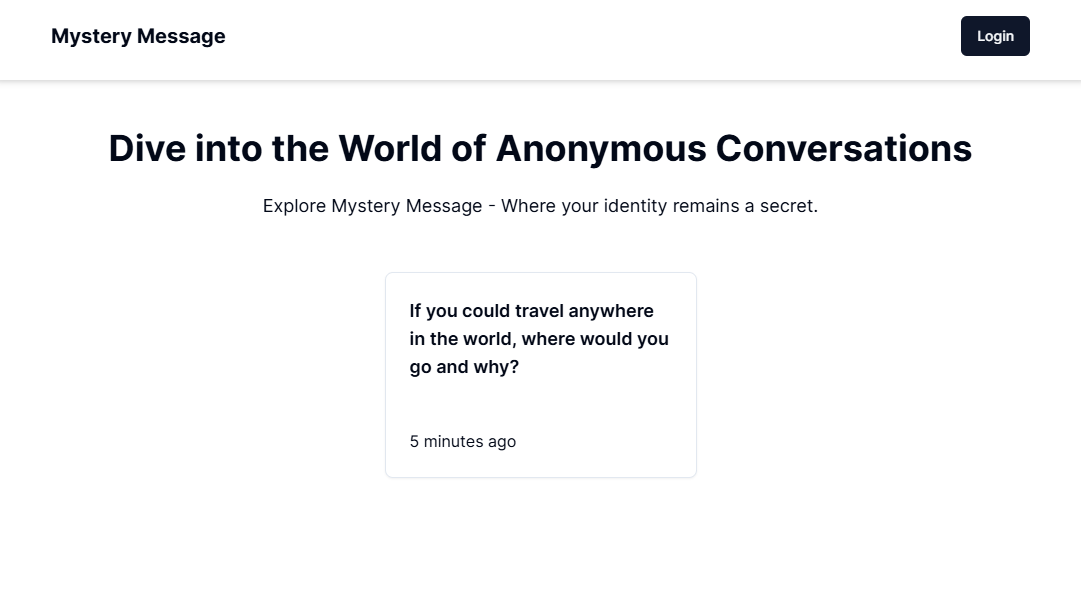 Mystery Message
Login
Dive into the World of Anonymous Conversations
Explore Mystery Message - Where your identity remains a secret.
If you could travel anywhere
in the world, where would you
go and why?
5 minutes ago